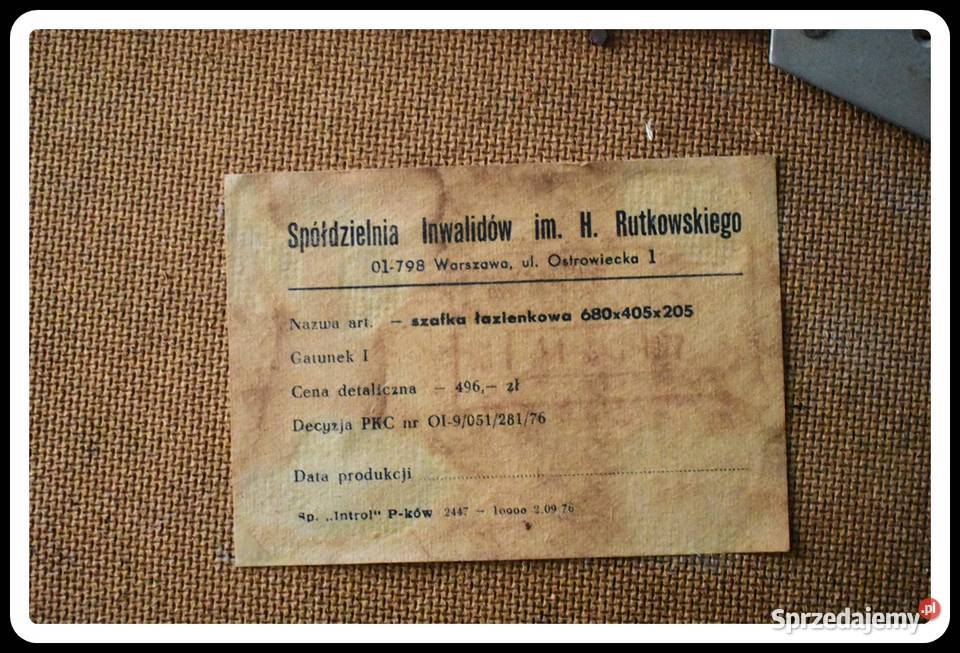 Spółdzielnia Inwalidów im. H. Rutkowskiego
01-798 Warszawa, ul. Ostrowiecka 1
Nazwa art. — szafka łazienkowa 680x405x205
Gatunek I
Cena detaliczna — 496,— zł
Decyzja PKC nr OI-9/051/281/76
Data produkcji
Sp. „Introl" P-ków 2447 — 10000 2.09 76
Sprzedajemy.pl